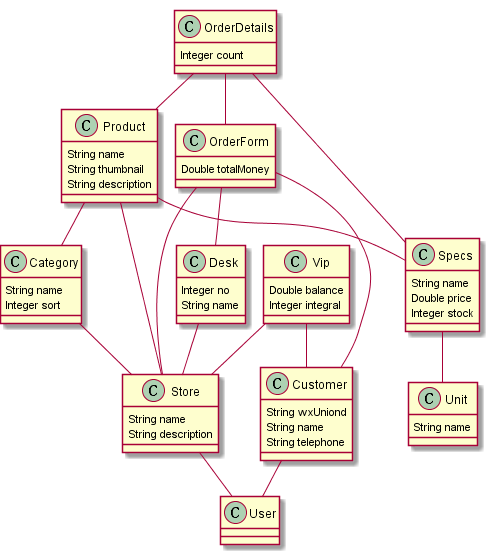 C OrderDetails
Integer count
C Product
String name
String thumbnail
String description
C OrderForm
Double totalMoney
C Category
String name
Integer sort
C Desk
Integer no
String name
C Vip
Double balance
Integer integral
C Specs
String name
Double price
Integer stock
C Store
String name
String description
C Customer
String wxUniond
String name
String telephone
C Unit
String name
C User